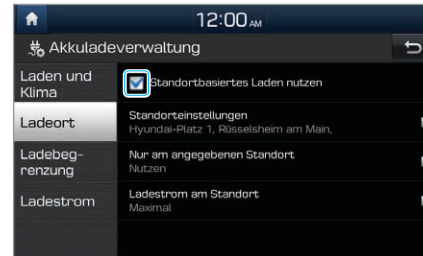 12:00 AM
Akkuladeverwaltung
Laden und
Klima
Standortbasiertes Laden nutzen
Ladeort
Standorteinstellungen
Hyundai-Platz 1, Rüsselsheim am Main,
Ladebeg-
renzung
Nur am angegebenen Standort
Nutzen
Ladestrom
Ladestrom am Standort
Maximal